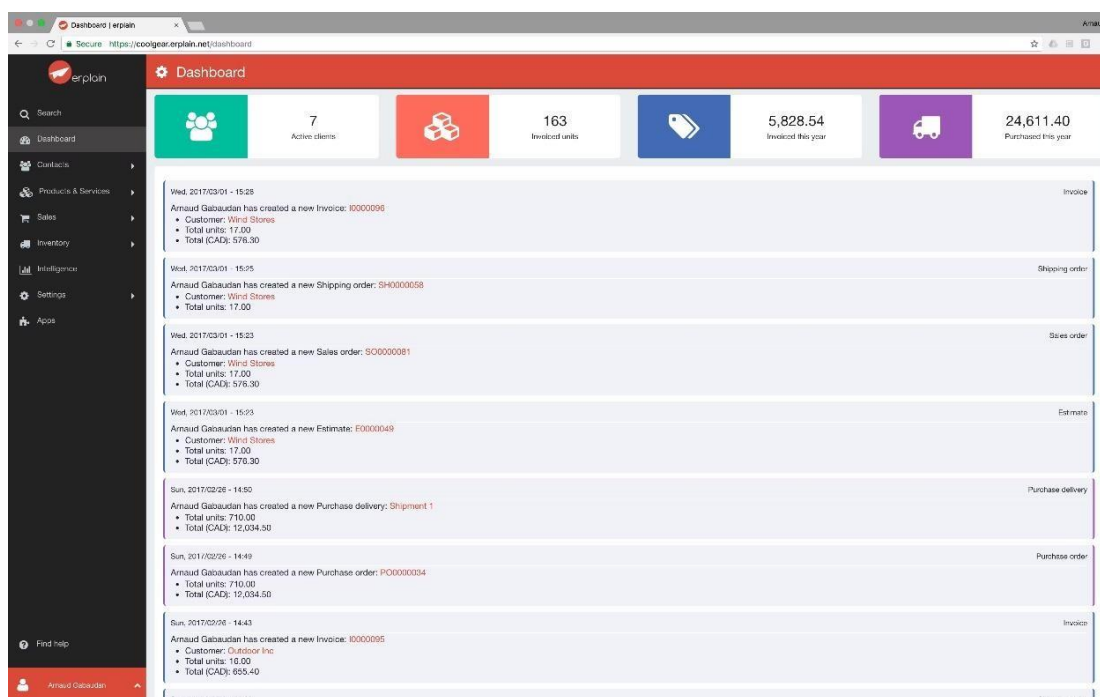 Dashboard | erplain
Arnau
Secure https://coolgear.erplain.net/dashboard
erplain
Dashboard
Search
Dashboard
Contacts
Products & Services
Sales
Inventory
Intelligence
Settings
Apps
7
Active clients
163
Invoiced units
5,828.54
Invoiced this year
24,611.40
Purchased this year
Wed, 2017/03/01 - 15:26 Invoice
Arnaud Gabaudan has created a new Invoice: I0000096
• Customer: Wind Stores
• Total units: 17.00
• Total (CAD): 576.30
Wed, 2017/03/01 - 15:25 Shipping order
Arnaud Gabaudan has created a new Shipping order: SH0000058
• Customer: Wind Stores
• Total units: 17.00
Wed, 2017/03/01 - 15:23 Sales order
Arnaud Gabaudan has created a new Sales order: SO0000081
• Customer: Wind Stores
• Total units: 17.00
• Total (CAD): 576.30
Wed, 2017/03/01 - 15:23 Estimate
Arnaud Gabaudan has created a new Estimate: E0000049
• Customer: Wind Stores
• Total units: 17.00
• Total (CAD): 576.30
Sun, 2017/02/26 - 14:50 Purchase delivery
Arnaud Gabaudan has created a new Purchase delivery: Shipment 1
• Total units: 710.00
• Total (CAD): 12,034.50
Sun, 2017/02/26 - 14:49 Purchase order
Arnaud Gabaudan has created a new Purchase order: PO0000034
• Total units: 710.00
• Total (CAD): 12,034.50
Sun, 2017/02/26 - 14:43 Invoice
Arnaud Gabaudan has created a new Invoice: I0000095
• Customer: Outdoor Inc
• Total units: 18.00
• Total (CAD): 655.40
Find help
Arnaud Gabaudan